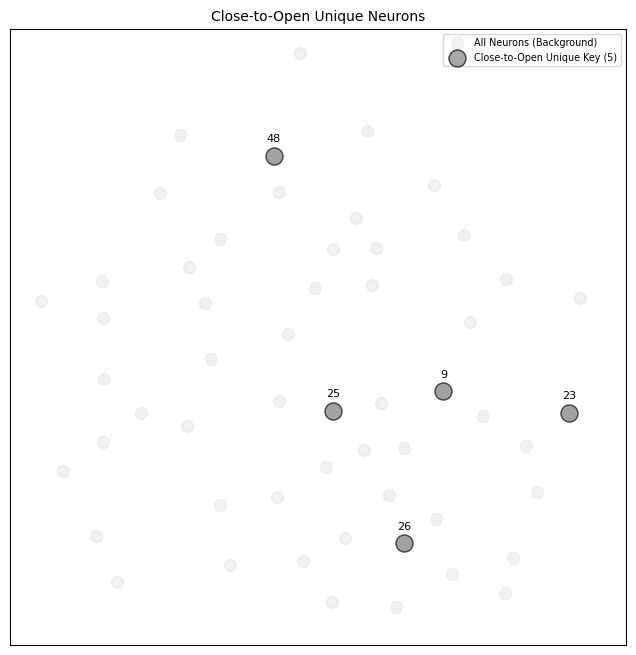 Close-to-Open Unique Neurons
All Neurons (Background)
Close-to-Open Unique Key (5)
48
9
25
23
26